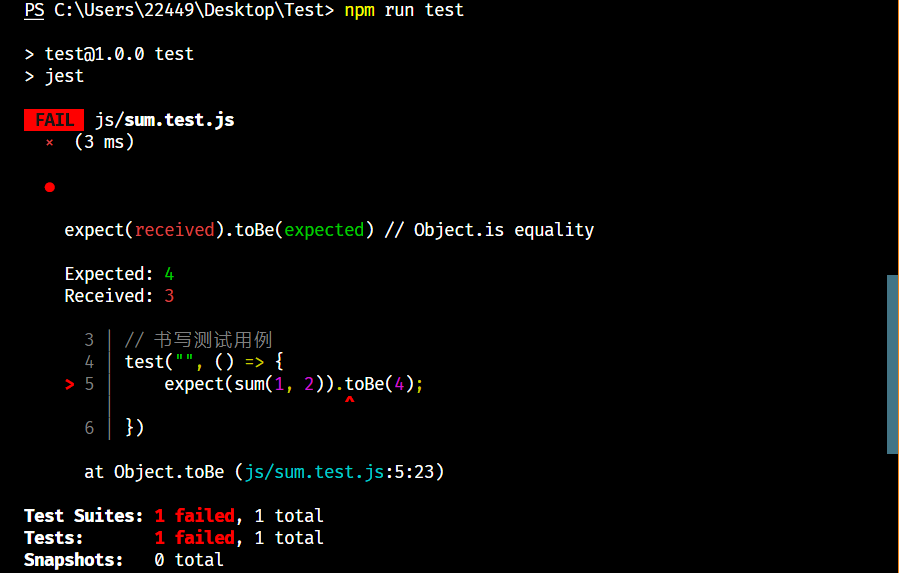 PS C:\Users\22449\Desktop\Test> npm run test
> test@1.0.0 test
> jest
FAIL js/sum.test.js
× (3 ms)
●
expect(received).toBe(expected) // Object.is equality
Expected: 4
Received: 3
3 | // 书写测试用例
4 | test("", () => {
> 5 | expect(sum(1, 2)).toBe(4);
| ^
6 | })
at Object.toBe (js/sum.test.js:5:23)
Test Suites: 1 failed, 1 total
Tests: 1 failed, 1 total
Snapshots: 0 total